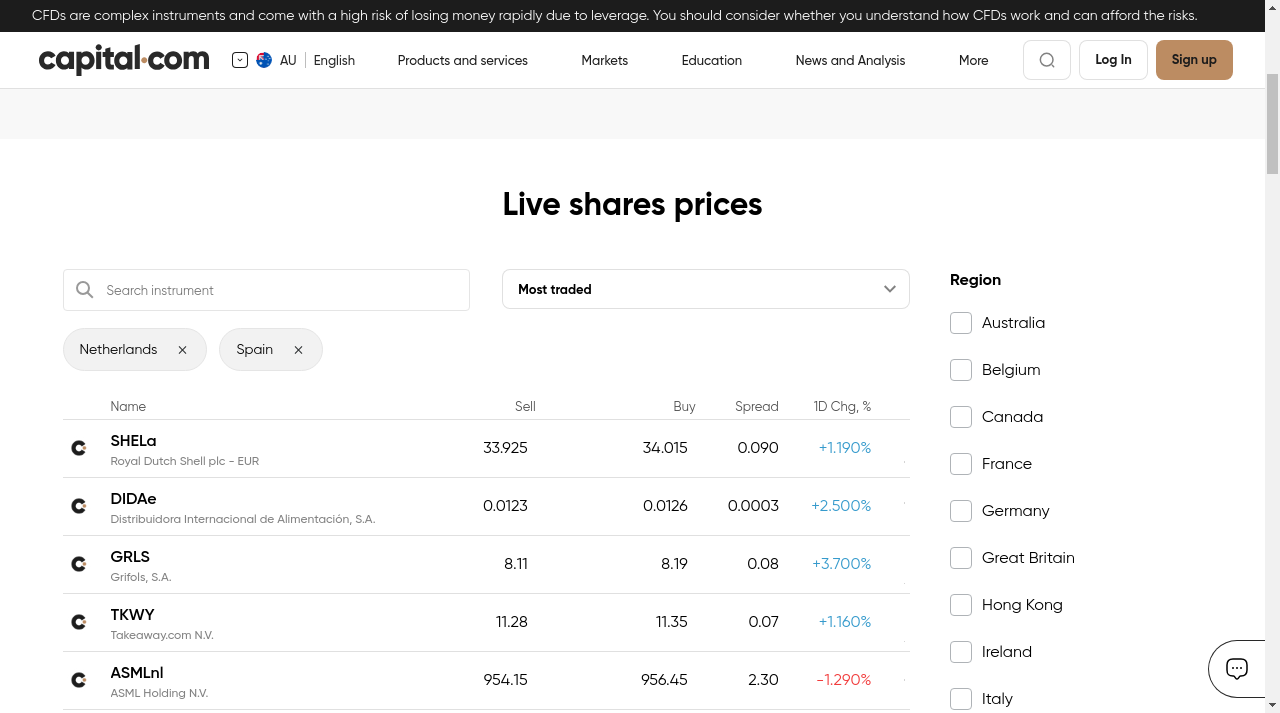 CFDs are complex instruments and come with a high risk of losing money rapidly due to leverage. You should consider whether you understand how CFDs work and can afford the risks.
capital.com AU English Products and services Markets Education News and Analysis More Log In Sign up
Live shares prices
Search instrument Most traded
Netherlands Spain
Name Sell Buy Spread 1D Chg, %
SHELa 33.925 34.015 0.090 +1.190%
Royal Dutch Shell plc - EUR
DIDAe 0.0123 0.0126 0.0003 +2.500%
Distribuidora Internacional de Alimentación, S.A.
GRLS 8.11 8.19 0.08 +3.700%
Grifols, S.A.
TKWY 11.28 11.35 0.07 +1.160%
Takeaway.com N.V.
ASMLnl 954.15 956.45 2.30 -1.290%
ASML Holding N.V.
Region
Australia
Belgium
Canada
France
Germany
Great Britain
Hong Kong
Ireland
Italy